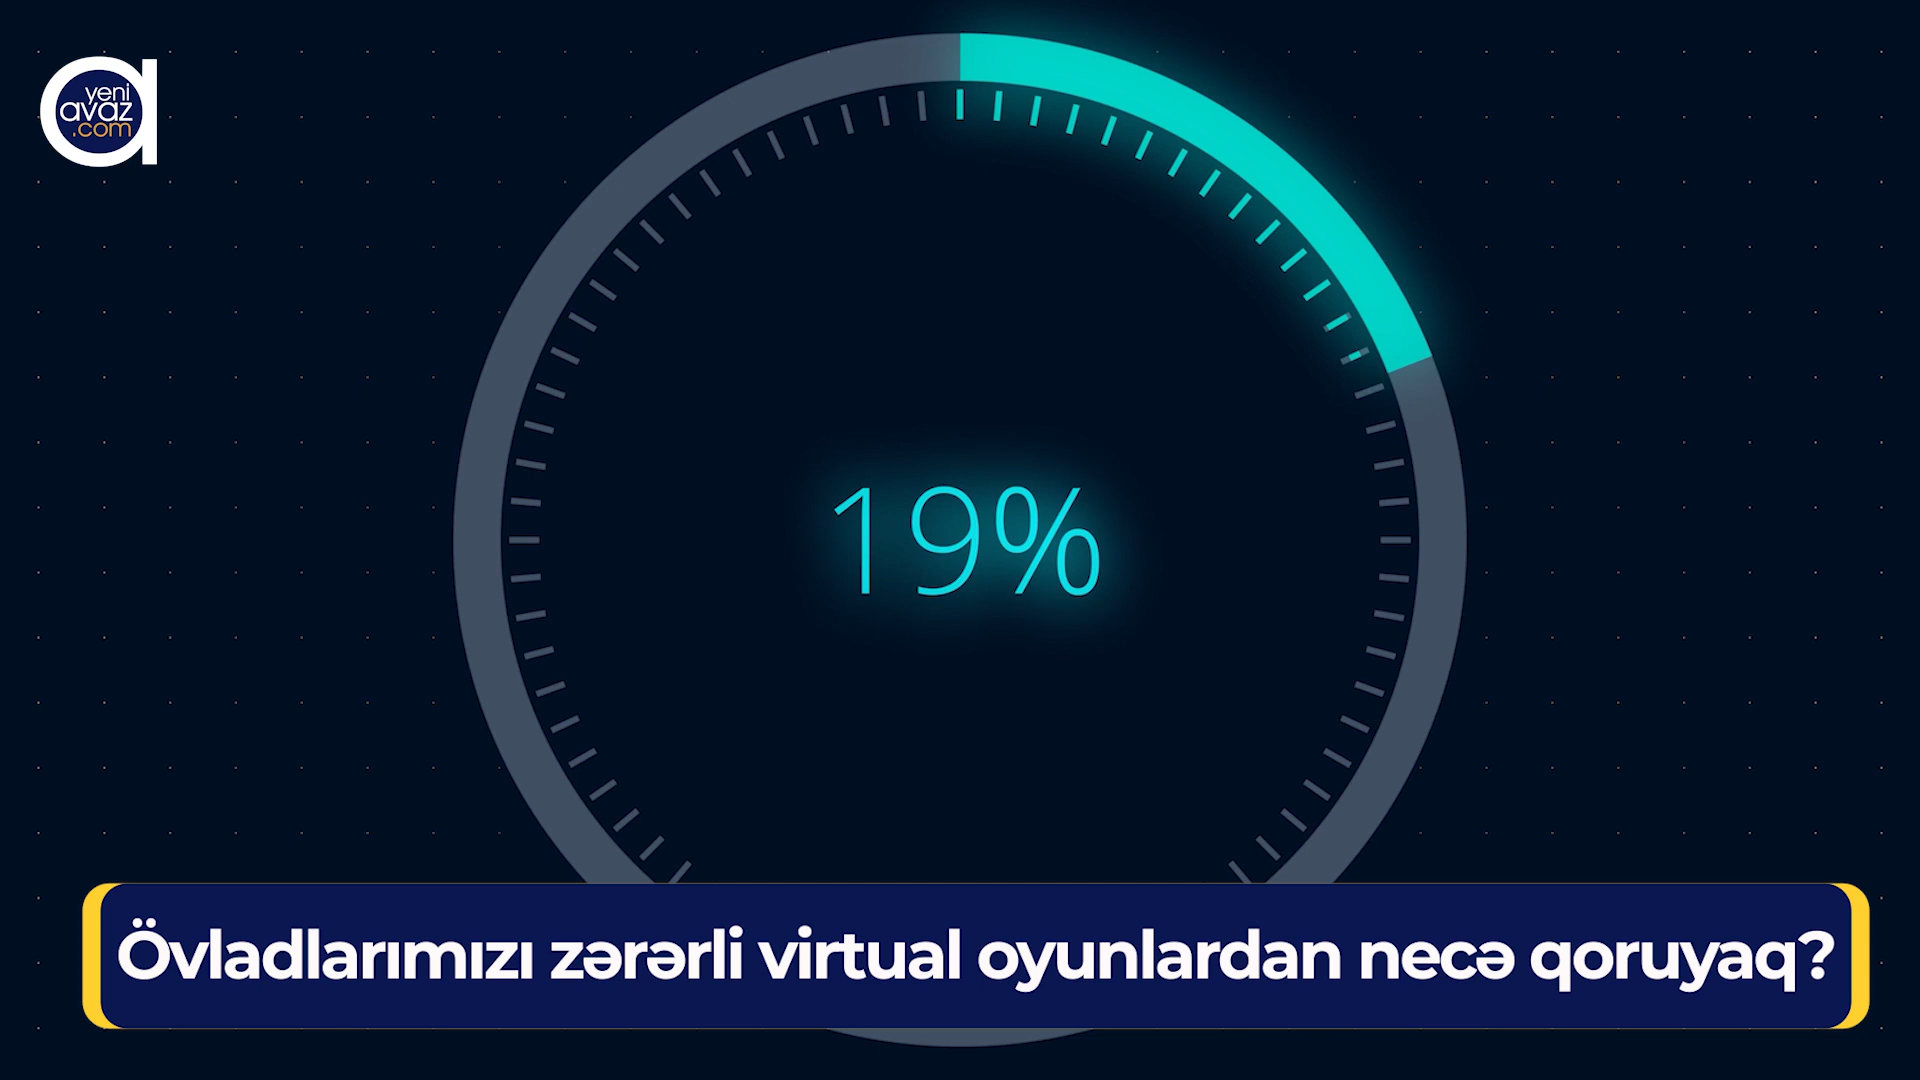 yeni
avaz
.com
19%
Övladlarımızı zərərli virtual oyunlardan necə qoruyaq?